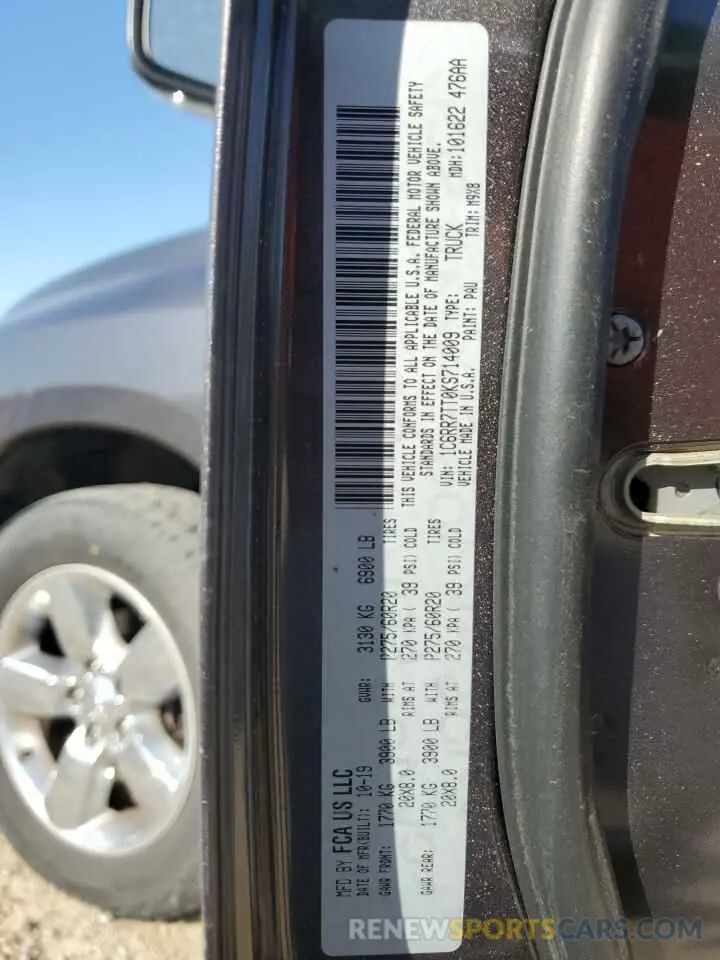 MFD BY FCA US LLC
DATE OF MFR(BUILT): 10-19 GVWR: 3130 KG 6900 LB
GAWR FRONT: 1770 KG 3900 LB WITH P275/60R20 TIRES
20X8.0 RIMS AT 270 KPA ( 39 PSI) COLD
GAWR REAR: 1770 KG 3900 LB WITH P275/60R20 TIRES
20X8.0 RIMS AT 270 KPA ( 39 PSI) COLD
THIS VEHICLE CONFORMS TO ALL APPLICABLE U.S.A. FEDERAL MOTOR VEHICLE SAFETY
STANDARDS IN EFFECT ON THE DATE OF MANUFACTURE SHOWN ABOVE.
VIN: 1C6RR7TT0KS714009 TYPE: TRUCK MDH:101622 476AA
VEHICLE MADE IN U.S.A. PAINT: PAU TRIM: M9X8
RENEWSPORTSCARS.COM